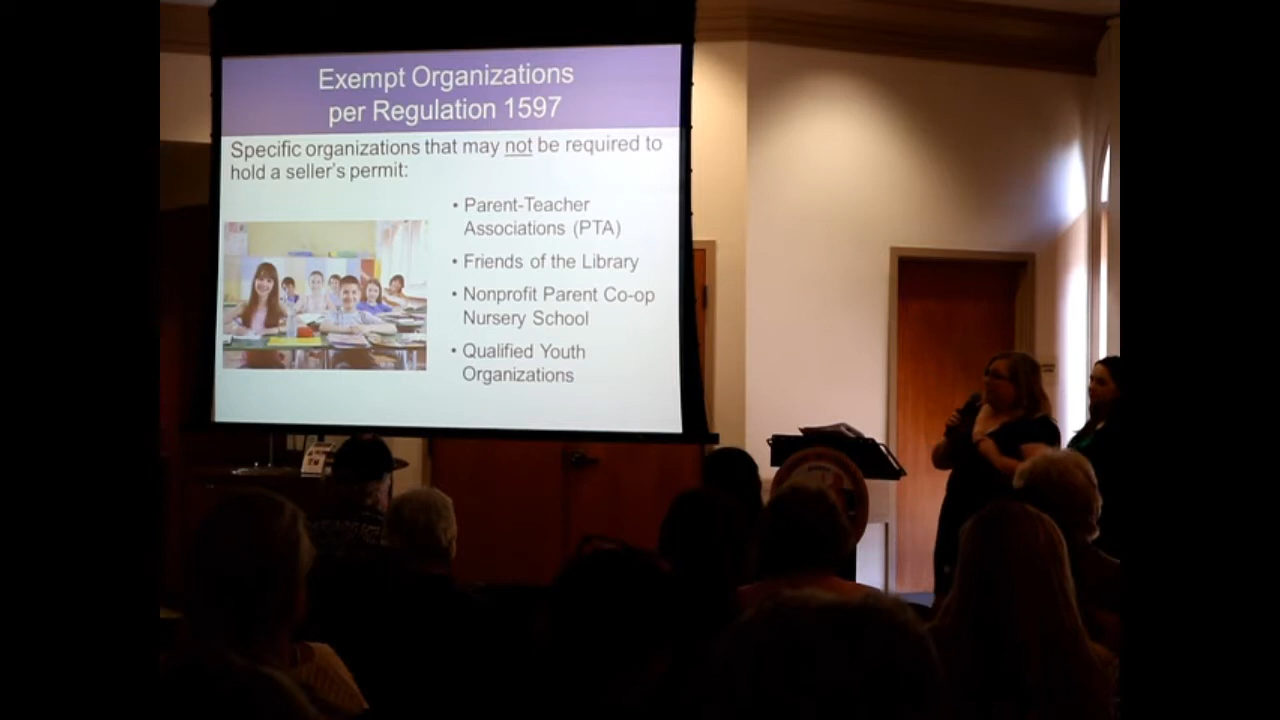 Exempt Organizations
per Regulation 1597
Specific organizations that may not be required to
hold a seller's permit:
• Parent-Teacher
Associations (PTA)
• Friends of the Library
• Nonprofit Parent Co-op
Nursery School
• Qualified Youth
Organizations